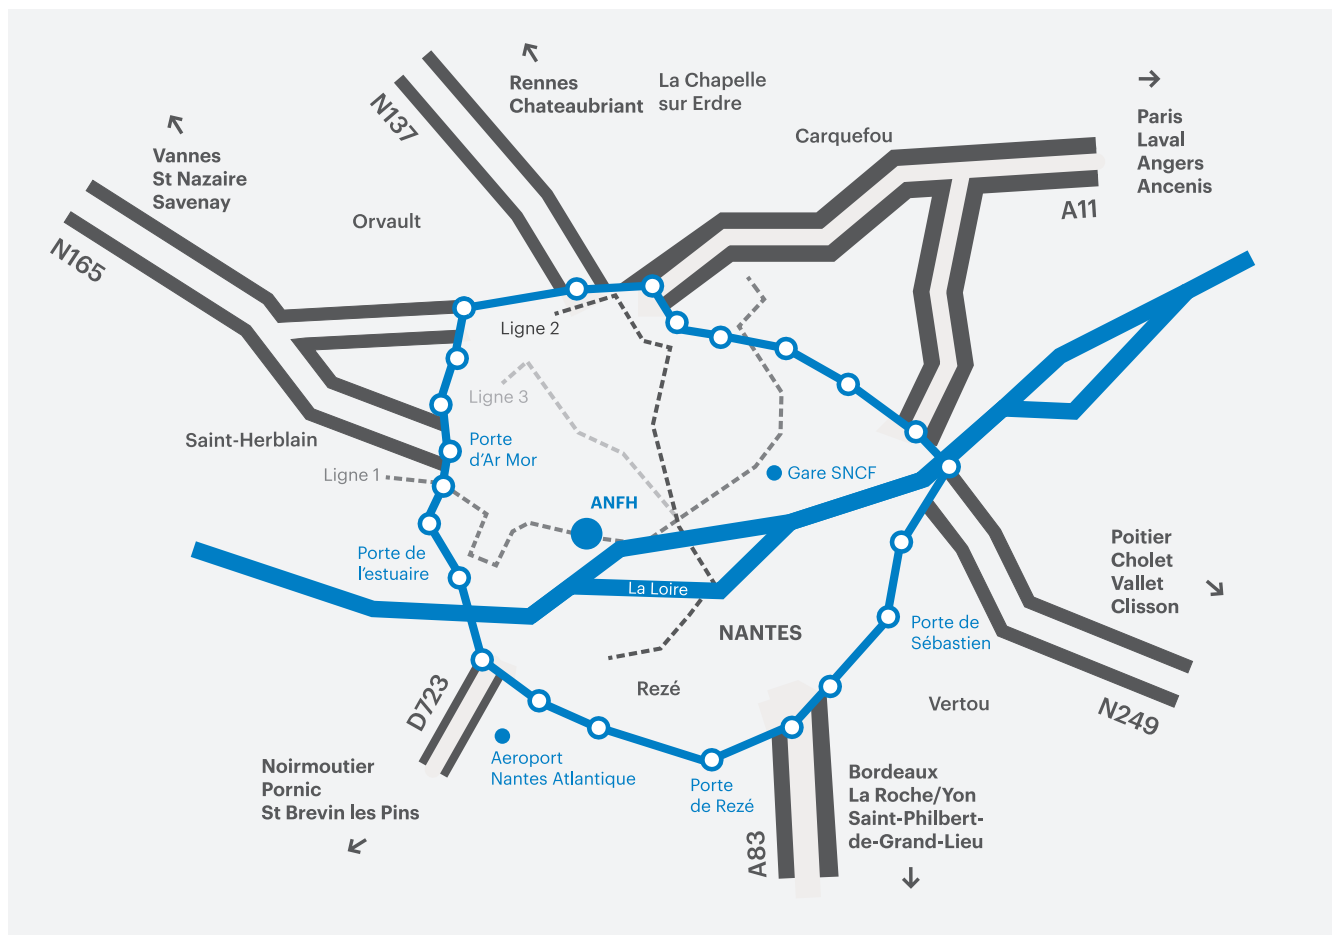 Rennes
Chateaubriant
La Chapelle
sur Erdre
N137
Carquefou
Paris
Laval
Angers
Ancenis
Vannes
St Nazaire
Savenay
Orvault
A11
N165
Ligne 2
Ligne 3
Saint-Herblain
Porte
d'Ar Mor
Ligne 1
Gare SNCF
ANFH
Porte de
l'estuaire
La Loire
Poitier
Cholet
Vallet
Clisson
NANTES
Porte de
Sébastien
Rezé
Vertou
D723
N249
Aeroport
Nantes Atlantique
Noirmoutier
Pornic
St Brevin les Pins
Porte
de Rezé
Bordeaux
La Roche/Yon
Saint-Philbert-
de-Grand-Lieu
A83